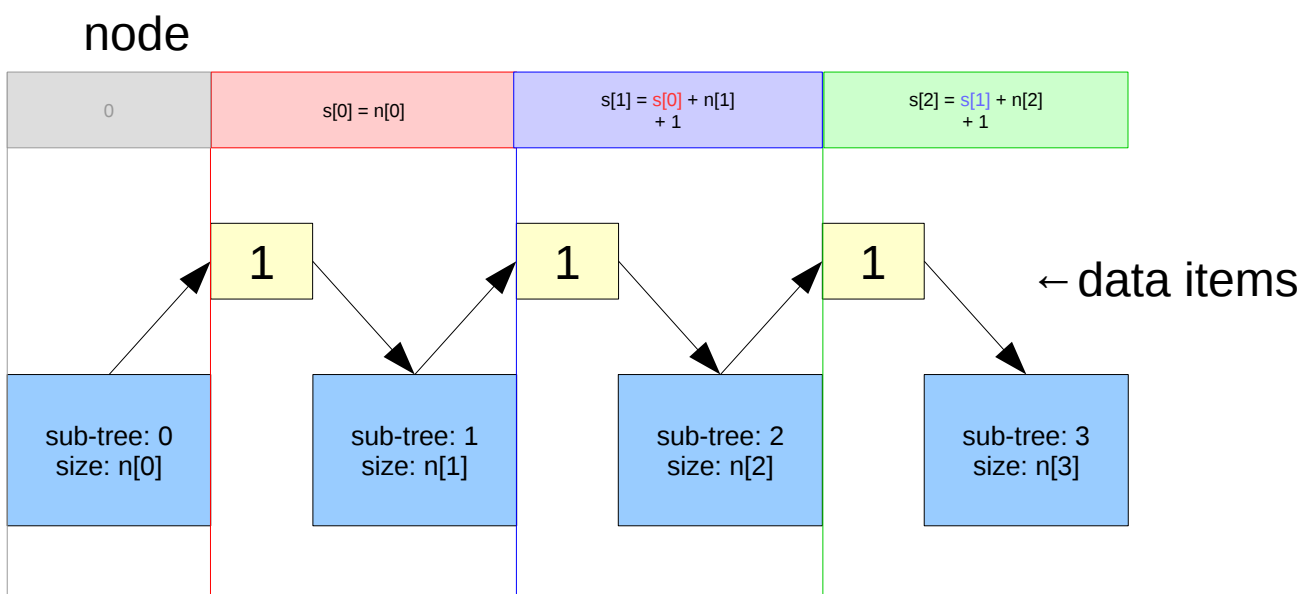 node
0
s[0] = n[0]
s[1] = s[0] + n[1]
+ 1
s[2] = s[1] + n[2]
+ 1
1
1
1
←data items
sub-tree: 0
size: n[0]
sub-tree: 1
size: n[1]
sub-tree: 2
size: n[2]
sub-tree: 3
size: n[3]